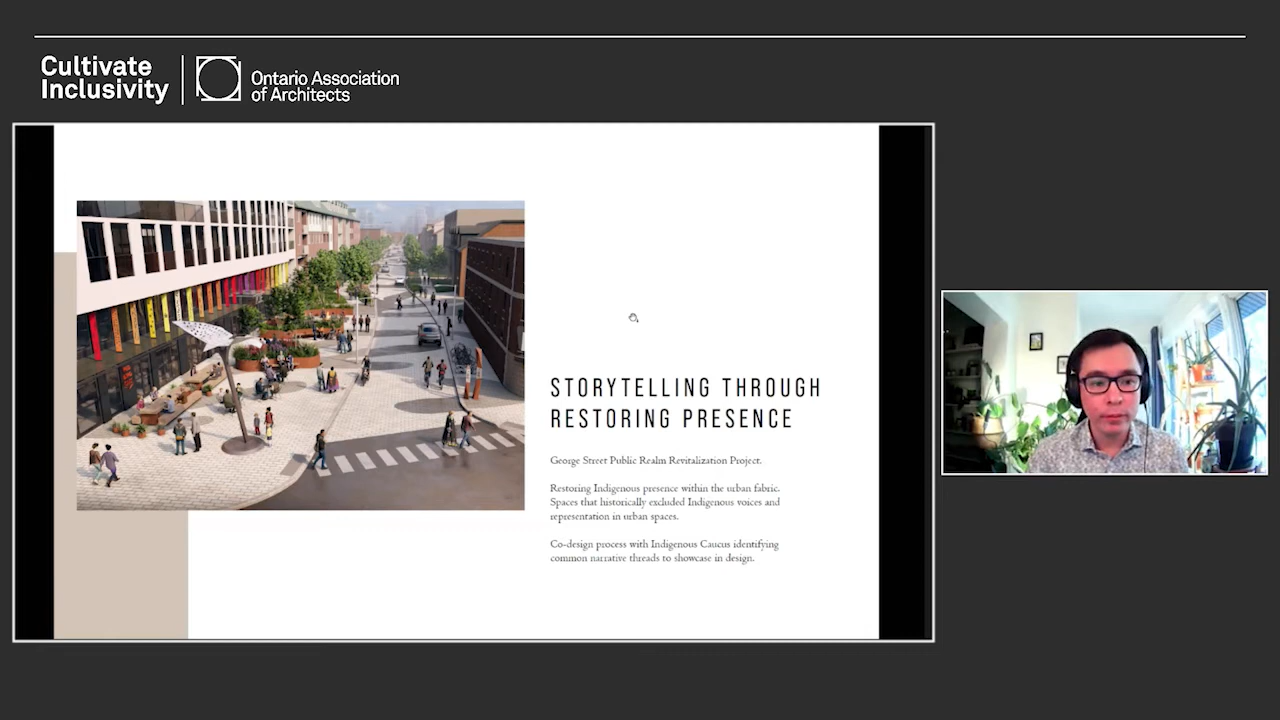 Cultivate
Inclusivity
Ontario Association
of Architects
STORYTELLING THROUGH
RESTORING PRESENCE
George Street Public Realm Revitalization Project.
Restoring Indigenous presence within the urban fabric.
Spaces that historically excluded Indigenous voices and
representation in urban spaces.
Co-design process with Indigenous Caucus identifying
common narrative threads to showcase in design.